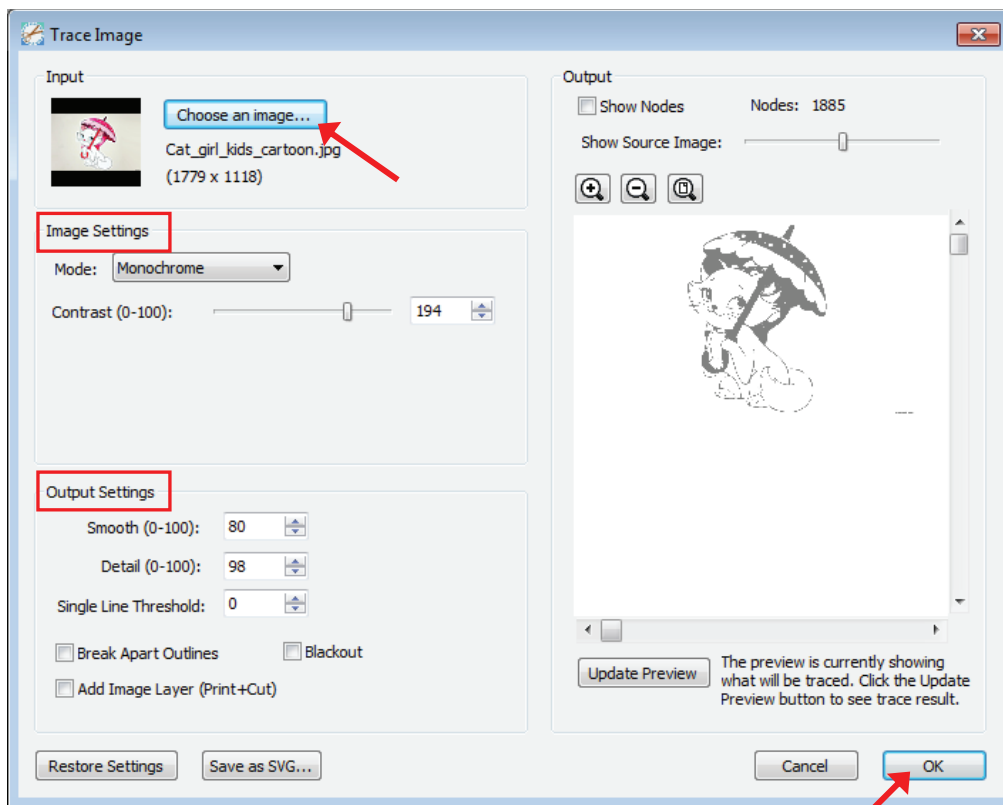 Trace Image
Input
Choose an image...
Cat_girl_kids_cartoon.jpg
(1779 x 1118)
Image Settings
Mode: Monochrome
Contrast (0-100): 194
Output Settings
Smooth (0-100): 80
Detail (0-100): 98
Single Line Threshold: 0
Break Apart Outlines Blackout
Add Image Layer (Print+Cut)
Restore Settings Save as SVG...
Output
Show Nodes Nodes: 1885
Show Source Image:
Update Preview
The preview is currently showing
what will be traced. Click the Update
Preview button to see trace result.
Cancel OK